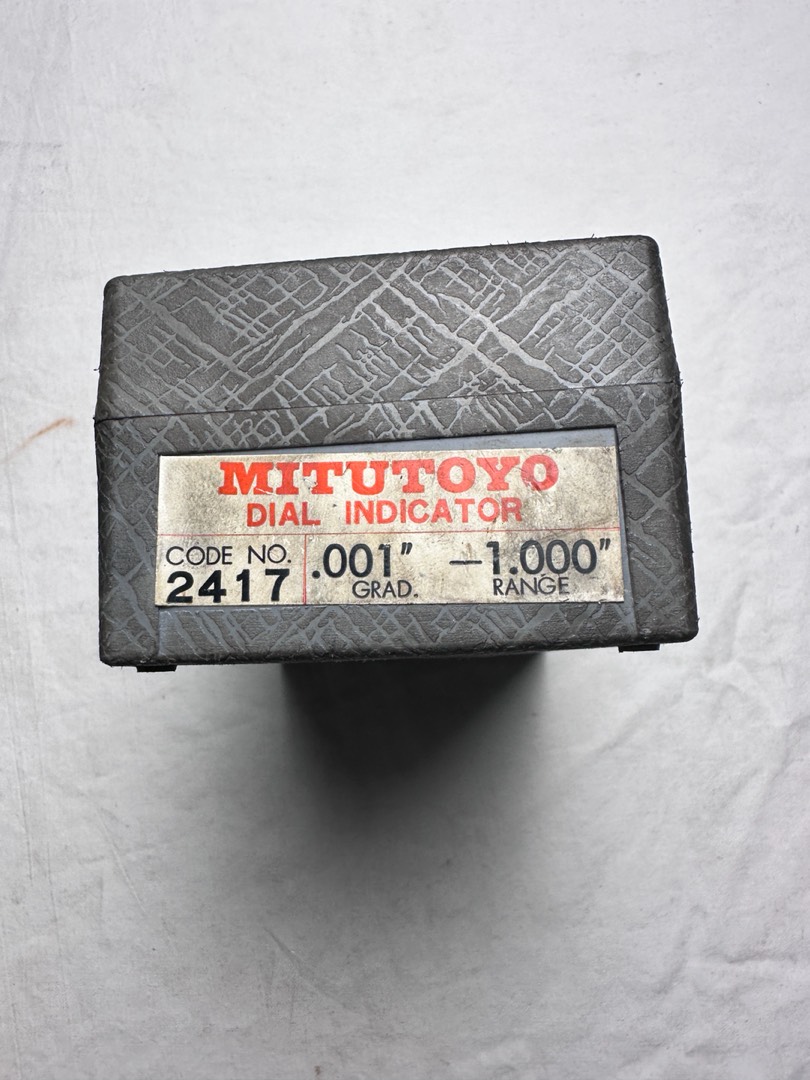 MITUTOYO
DIAL INDICATOR
CODE NO. .001" —1.000"
2417 GRAD. RANGE